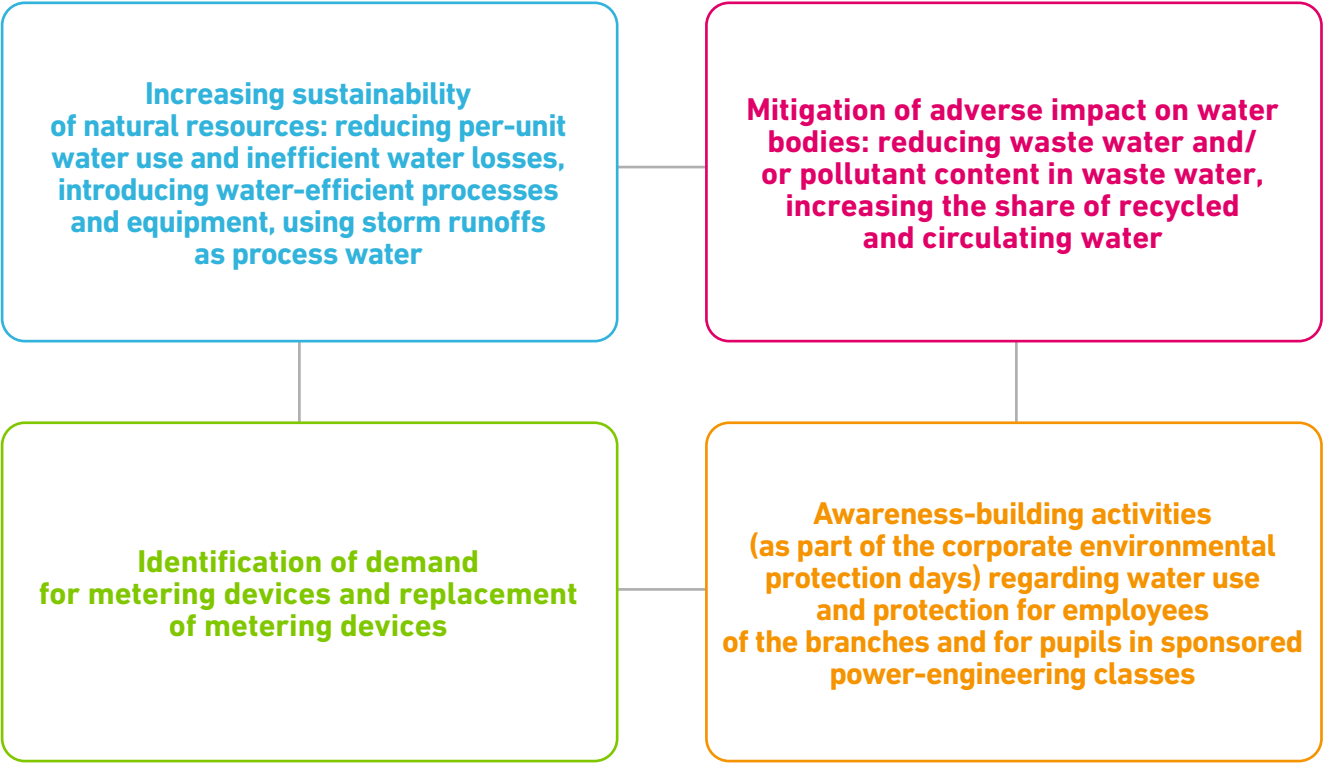 Increasing sustainability
of natural resources: reducing per-unit
water use and inefficient water losses,
introducing water-efficient processes
and equipment, using storm runoffs
as process water
Mitigation of adverse impact on water
bodies: reducing waste water and/
or pollutant content in waste water,
increasing the share of recycled
and circulating water
Identification of demand
for metering devices and replacement
of metering devices
Awareness-building activities
(as part of the corporate environmental
protection days) regarding water use
and protection for employees
of the branches and for pupils in sponsored
power-engineering classes